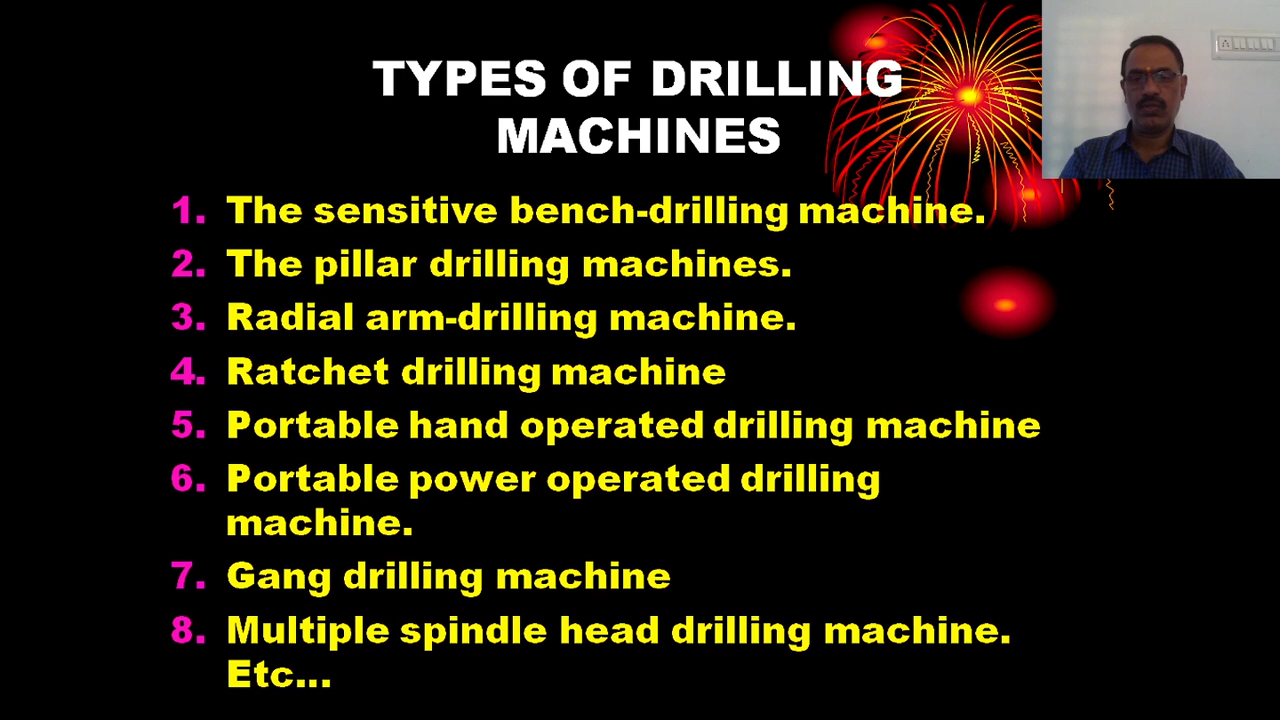 TYPES OF DRILLING
MACHINES
1. The sensitive bench-drilling machine.
2. The pillar drilling machines.
3. Radial arm-drilling machine.
4. Ratchet drilling machine
5. Portable hand operated drilling machine
6. Portable power operated drilling
machine.
7. Gang drilling machine
8. Multiple spindle head drilling machine.
Etc...